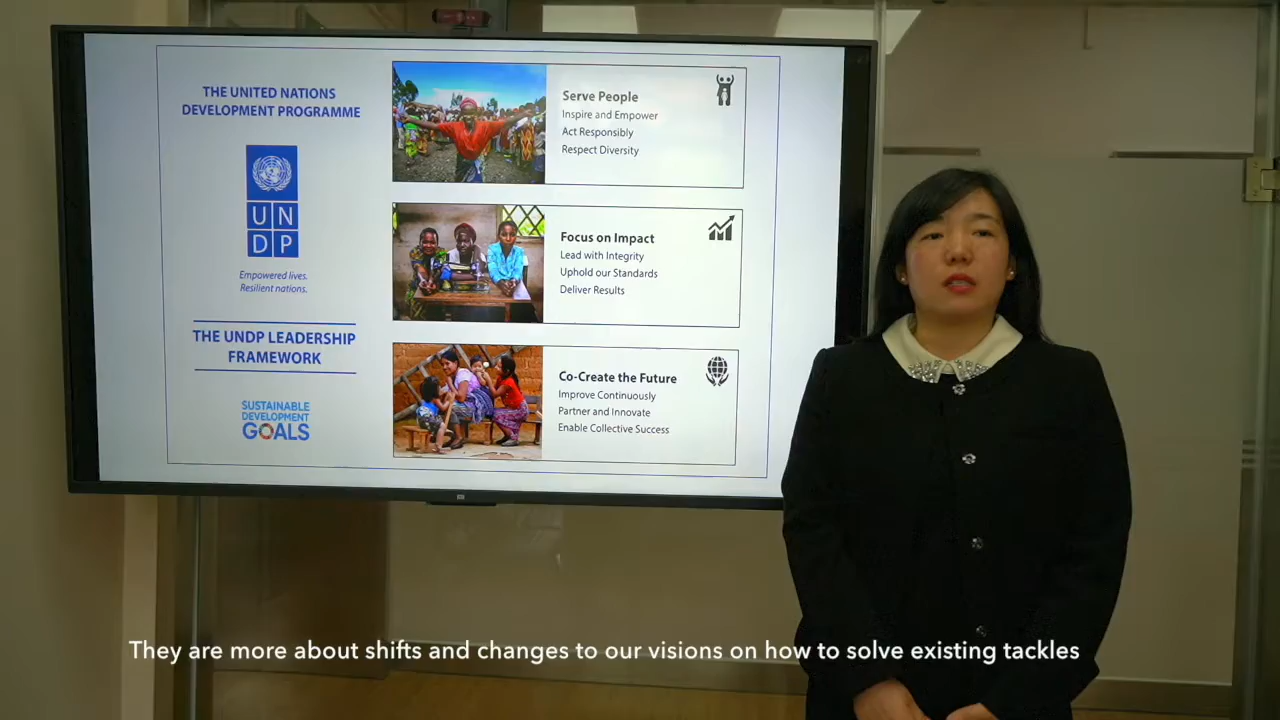 THE UNITED NATIONS
DEVELOPMENT PROGRAMME
UN
DP
Empowered lives.
Resilient nations.
THE UNDP LEADERSHIP
FRAMEWORK
SUSTAINABLE
DEVELOPMENT
GOALS
Serve People
Inspire and Empower
Act Responsibly
Respect Diversity
Focus on Impact
Lead with Integrity
Uphold our Standards
Deliver Results
Co-Create the Future
Improve Continuously
Partner and Innovate
Enable Collective Success
They are more about shifts and changes to our visions on how to solve existing tackles